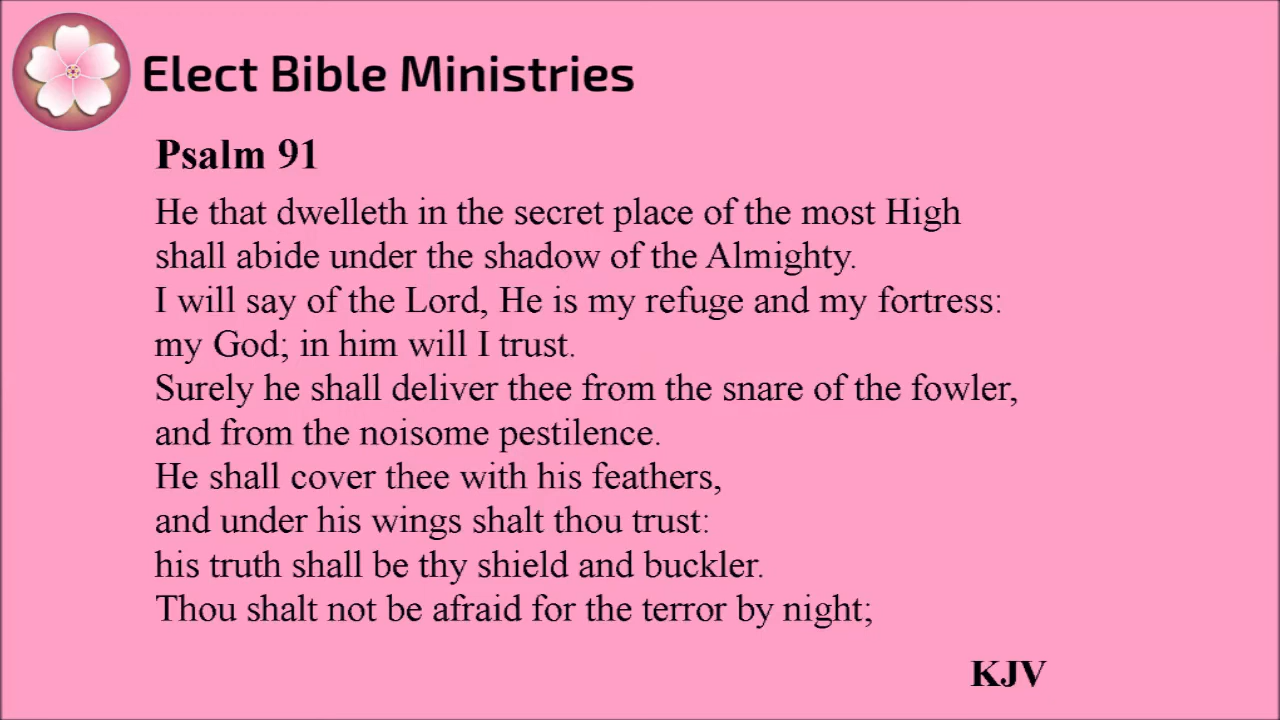 Elect Bible Ministries
Psalm 91
He that dwelleth in the secret place of the most High
shall abide under the shadow of the Almighty.
I will say of the Lord, He is my refuge and my fortress:
my God; in him will I trust.
Surely he shall deliver thee from the snare of the fowler,
and from the noisome pestilence.
He shall cover thee with his feathers,
and under his wings shalt thou trust:
his truth shall be thy shield and buckler.
Thou shalt not be afraid for the terror by night;
KJV